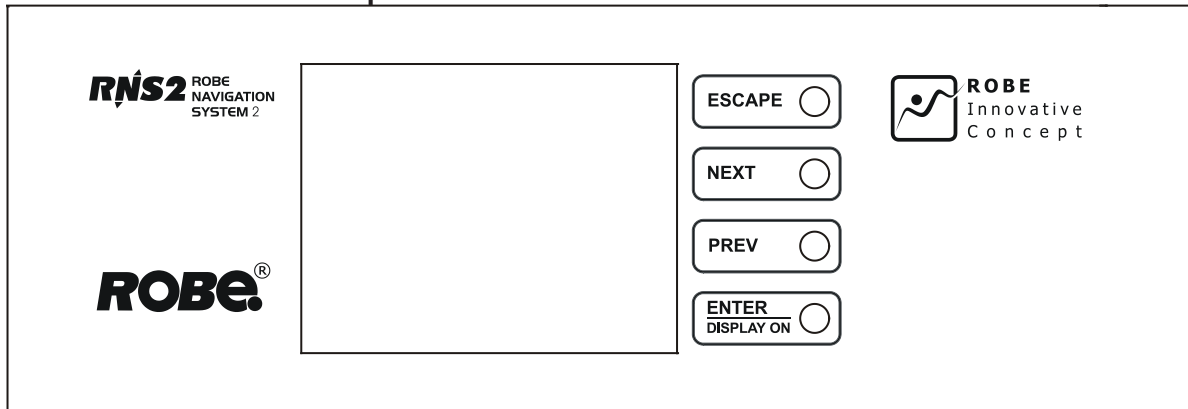 RNS2 ROBE
NAVIGATION
SYSTEM 2
ROBE®
ESCAPE
NEXT
PREV
ENTER
DISPLAY ON
ROBE
Innovative
Concept